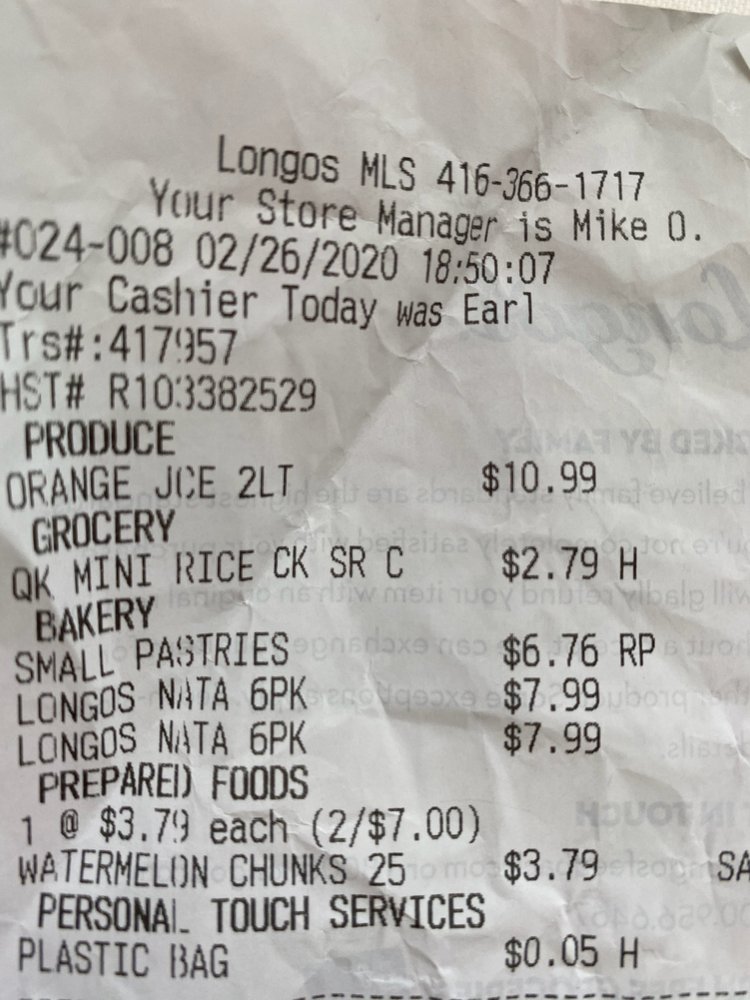 Longos MLS 416-366-1717
Your Store Manager is Mike O.
#024-008 02/26/2020 18:50:07
Your Cashier Today was Earl
Trs#:417957
HST# R103382529
PRODUCE
ORANGE JCE 2LT $10.99
GROCERY
QK MINI RICE CK SR C $2.79 H
BAKERY
SMALL PASTRIES $6.76 RP
LONGOS NATA 6PK $7.99
LONGOS NATA 6PK $7.99
PREPARED FOODS
1 @ $3.79 each (2/$7.00)
WATERMELON CHUNKS 25 $3.79 SA
PERSONAL TOUCH SERVICES
PLASTIC BAG $0.05 H